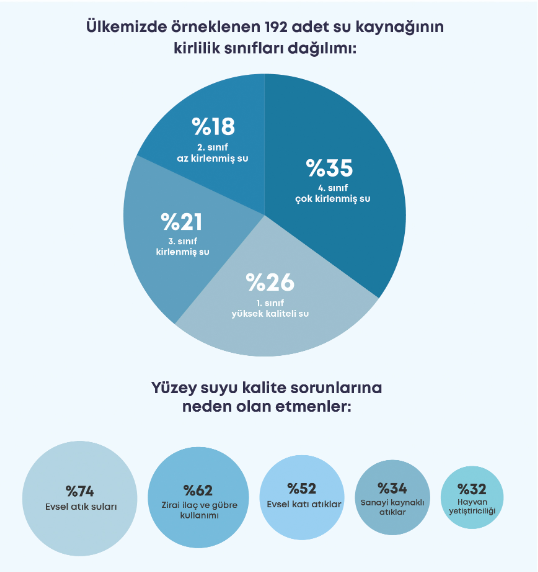 Ülkemizde örneklenen 192 adet su kaynağının
kirlilik sınıfları dağılımı:
%18
2. sınıf
az kirlenmiş su
%35
4. sınıf
çok kirlenmiş su
%21
3. sınıf
kirlenmiş su
%26
1. sınıf
yüksek kaliteli su
Yüzey suyu kalite sorunlarına
neden olan etmenler:
%74
Evsel atık suları
%62
Zirai ilaç ve gübre
kullanımı
%52
Evsel katı atıklar
%34
Sanayi kaynaklı
atıklar
%32
Hayvan
yetiştiriciliği